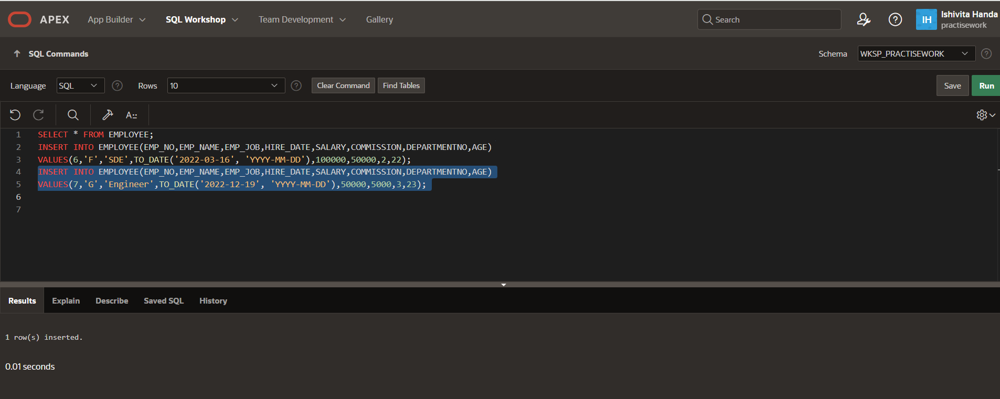 APEX App Builder SQL Workshop Team Development Gallery Search IH Ishivita Handa
practisework
SQL Commands Schema WKSP_PRACTISEWORK ?
Language SQL ? Rows 10 ? Clear Command Find Tables Save Run
A::
1 SELECT * FROM EMPLOYEE;
2 INSERT INTO EMPLOYEE(EMP_NO,EMP_NAME,EMP_JOB,HIRE_DATE,SALARY,COMMISSION,DEPARTMENTNO,AGE)
3 VALUES(6,'F','SDE',TO_DATE('2022-03-16', 'YYYY-MM-DD'),100000,50000,2,22);
4 INSERT INTO EMPLOYEE(EMP_NO,EMP_NAME,EMP_JOB,HIRE_DATE,SALARY,COMMISSION,DEPARTMENTNO,AGE)
5 VALUES(7,'G','Engineer',TO_DATE('2022-12-19', 'YYYY-MM-DD'),50000,5000,3,23);
6
7
Results Explain Describe Saved SQL History
1 row(s) inserted.
0.01 seconds